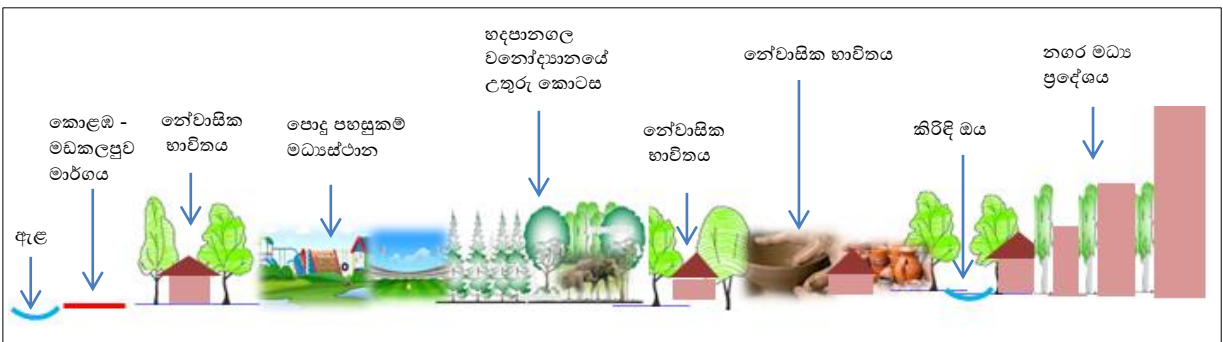 ඇළ
කොළඹ -
මඩකලපුව
මාර්ගය
නේවාසික
භාවිතය
පොදු පහසුකම්
මධ්‍යස්ථාන
හදපානගල
වනෝද්‍යානයේ
උතුරු කොටස
නේවාසික
භාවිතය
නේවාසික භාවිතය
කිරිඳි ඔය
නගර මධ්‍ය
ප්‍රදේශය